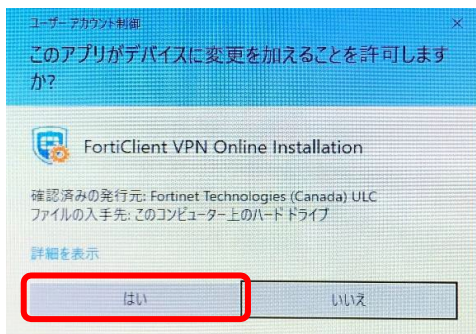 ユーザー アカウント制御
このアプリがデバイスに変更を加えることを許可します
か?
FortiClient VPN Online Installation
確認済みの発行元: Fortinet Technologies (Canada) ULC
ファイルの入手先: このコンピューター上のハード ドライブ
詳細を表示
はい
いいえ